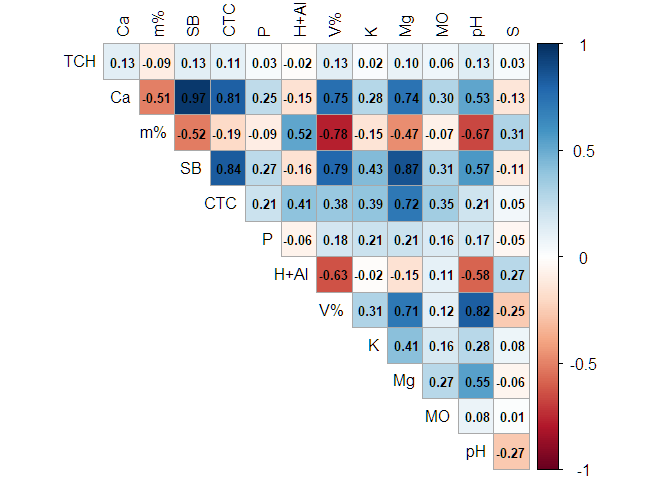 Ca m% SB CTC P H+Al V% K Mg MO pH S
TCH 0.13 -0.09 0.13 0.11 0.03 -0.02 0.13 0.02 0.10 0.06 0.13 0.03
Ca -0.51 0.97 0.81 0.25 -0.15 0.75 0.28 0.74 0.30 0.53 -0.13
m% -0.52 -0.19 -0.09 0.52 -0.78 -0.15 -0.47 -0.07 -0.67 0.31
SB 0.84 0.27 -0.16 0.79 0.43 0.87 0.31 0.57 -0.11
CTC 0.21 0.41 0.38 0.39 0.72 0.35 0.21 0.05
P -0.06 0.18 0.21 0.21 0.16 0.17 -0.05
H+Al -0.63 -0.02 -0.15 0.11 -0.58 0.27
V% 0.31 0.71 0.12 0.82 -0.25
K 0.41 0.16 0.28 0.08
Mg 0.27 0.55 -0.06
MO 0.08 0.01
pH -0.27
1
0.5
0
-0.5
-1